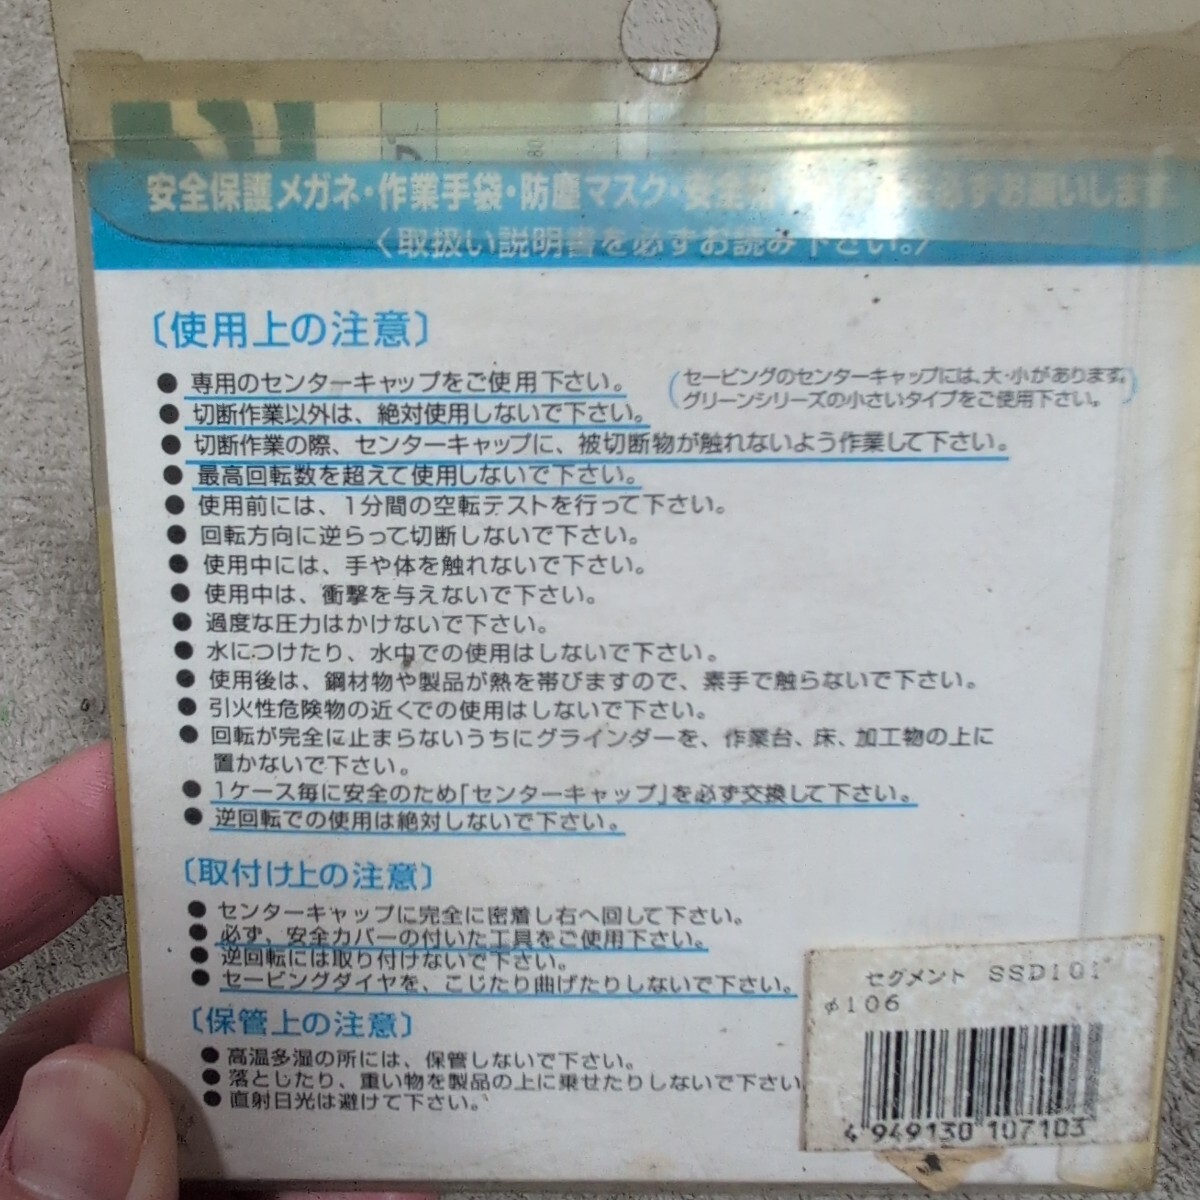 安全保護メガネ・作業手袋・防塵マスク・安全 必ずお願いします
〈取扱い説明書を必ずお読み下さい。〉
〔使用上の注意〕
● 専用のセンターキャップをご使用下さい。
(セービングのセンターキャップには、大・小があります。
グリーンシリーズの小さいタイプをご使用下さい。)
● 切断作業以外は、絶対使用しないで下さい。
● 切断作業の際、センターキャップに、被切断物が触れないよう作業して下さい。
● 最高回転数を超えて使用しないで下さい。
● 使用前には、1分間の空転テストを行って下さい。
● 回転方向に逆らって切断しないで下さい。
● 使用中には、手や体を触れないで下さい。
● 使用中は、衝撃を与えないで下さい。
● 過度な圧力はかけないで下さい。
● 水につけたり、水中での使用はしないで下さい。
● 使用後は、鋼材物や製品が熱を帯びますので、素手で触らないで下さい。
● 引火性危険物の近くでの使用はしないで下さい。
● 回転が完全に止まらないうちにグラインダーを、作業台、床、加工物の上に
置かないで下さい。
● 1ケース毎に安全のため「センターキャップ」を必ず交換して下さい。
● 逆回転での使用は絶対しないで下さい。
〔取付け上の注意〕
● センターキャップに完全に密着し右へ回して下さい。
● 必ず、安全カバーの付いた工具をご使用下さい。
● 逆回転には取り付けないで下さい。
● セービングダイヤを、こじたり曲げたりしないで下さい。
〔保管上の注意〕
● 高温多湿の所には、保管しないで下さい。
● 落としたり、重い物を製品の上に乗せたりしないで下さい
● 直射日光は避けて下さい。
セグメント SSD101
φ106
4 949130 107103